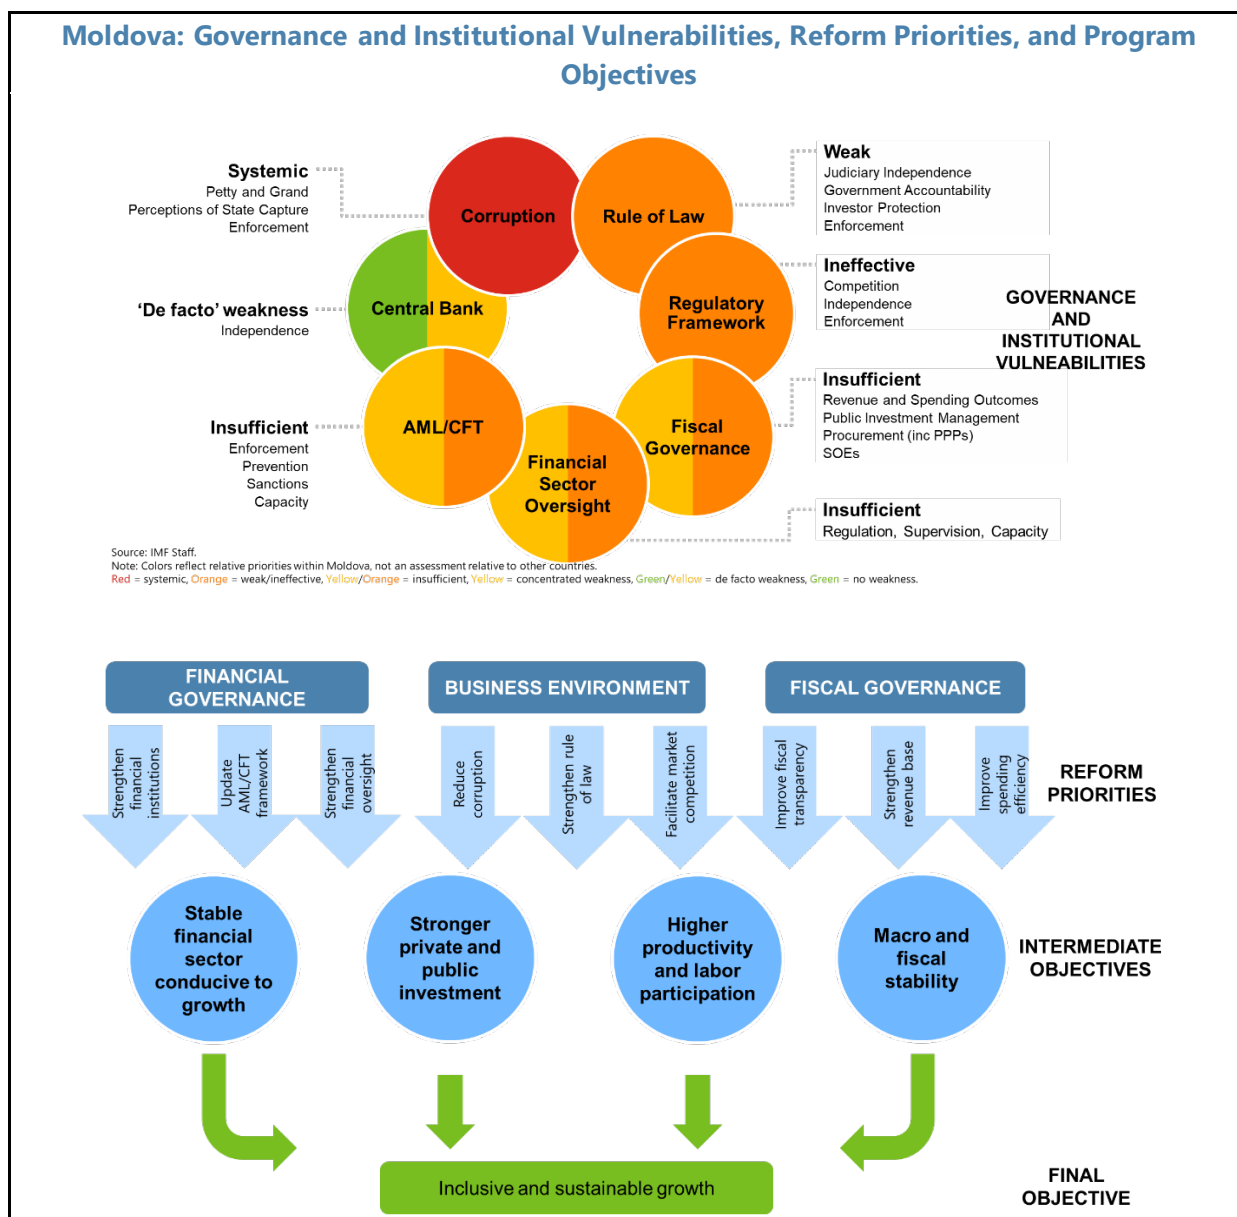 Moldova: Governance and Institutional Vulnerabilities, Reform Priorities, and Program
Objectives
Systemic
Petty and Grand
Perceptions of State Capture
Enforcement
Corruption
Rule of Law
Weak
Judiciary Independence
Government Accountability
Investor Protection
Enforcement
‘De facto’ weakness
Independence
Central Bank
Regulatory
Framework
Ineffective
Competition
Independence
Enforcement
GOVERNANCE
AND
INSTITUTIONAL
VULNEABILITIES
Insufficient
Enforcement
Prevention
Sanctions
Capacity
AML/CFT
Financial
Sector
Oversight
Fiscal
Governance
Insufficient
Revenue and Spending Outcomes
Public Investment Management
Procurement (inc PPPs)
SOEs
Insufficient
Regulation, Supervision, Capacity
Source: IMF Staff.
Note: Colors reflect relative priorities within Moldova, not an assessment relative to other countries.
Red = systemic, Orange = weak/ineffective, Yellow/Orange = insufficient, Yellow = concentrated weakness, Green/Yellow = de facto weakness, Green = no weakness.
FINANCIAL
GOVERNANCE
BUSINESS ENVIRONMENT
FISCAL GOVERNANCE
Strengthen
financial
institutions
Update
AML/CFT
framework
Strengthen
financial
oversight
Reduce
corruption
Strengthen rule
of law
Facilitate market
competition
Improve fiscal
transparency
Strengthen
revenue base
Improve
spending
efficiency
REFORM
PRIORITIES
Stable
financial
sector
conducive to
growth
Stronger
private and
public
investment
Higher
productivity
and labor
participation
Macro and
fiscal
stability
INTERMEDIATE
OBJECTIVES
Inclusive and sustainable growth
FINAL
OBJECTIVE